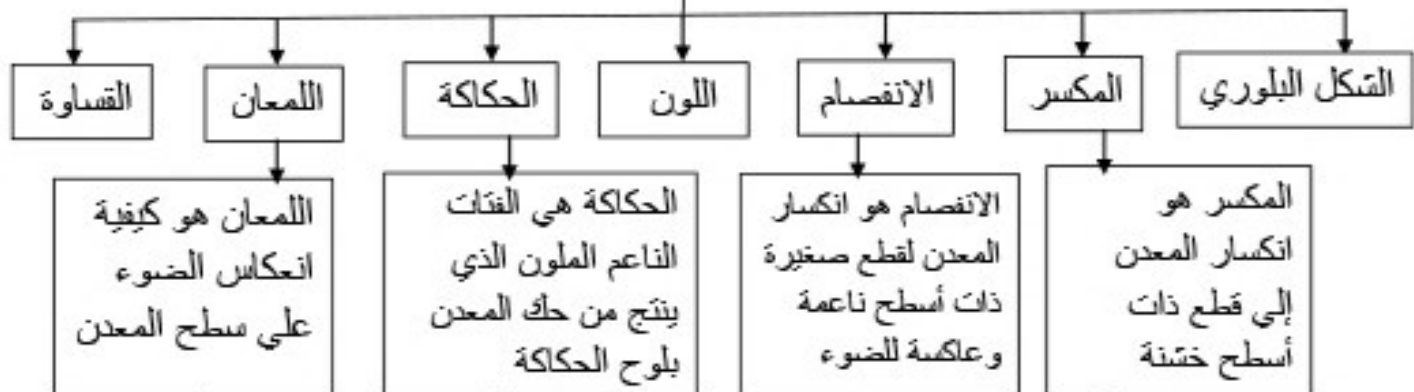 الشكل البلوري
المكسر
الانفصام
اللون
الحكاكة
اللمعان
القساوة
المكسر هو
انكسار المعدن
إلي قطع ذات
أسطح خشنة
الانفصام هو انكسار
المعدن لقطع صغيرة
ذات أسطح ناعمة
وعاكسة للضوء
الحكاكة هي الفتات
الناعم الملون الذي
ينتج من حك المعدن
بلوح الحكاكة
اللمعان هو كيفية
انعكاس الضوء
علي سطح المعدن